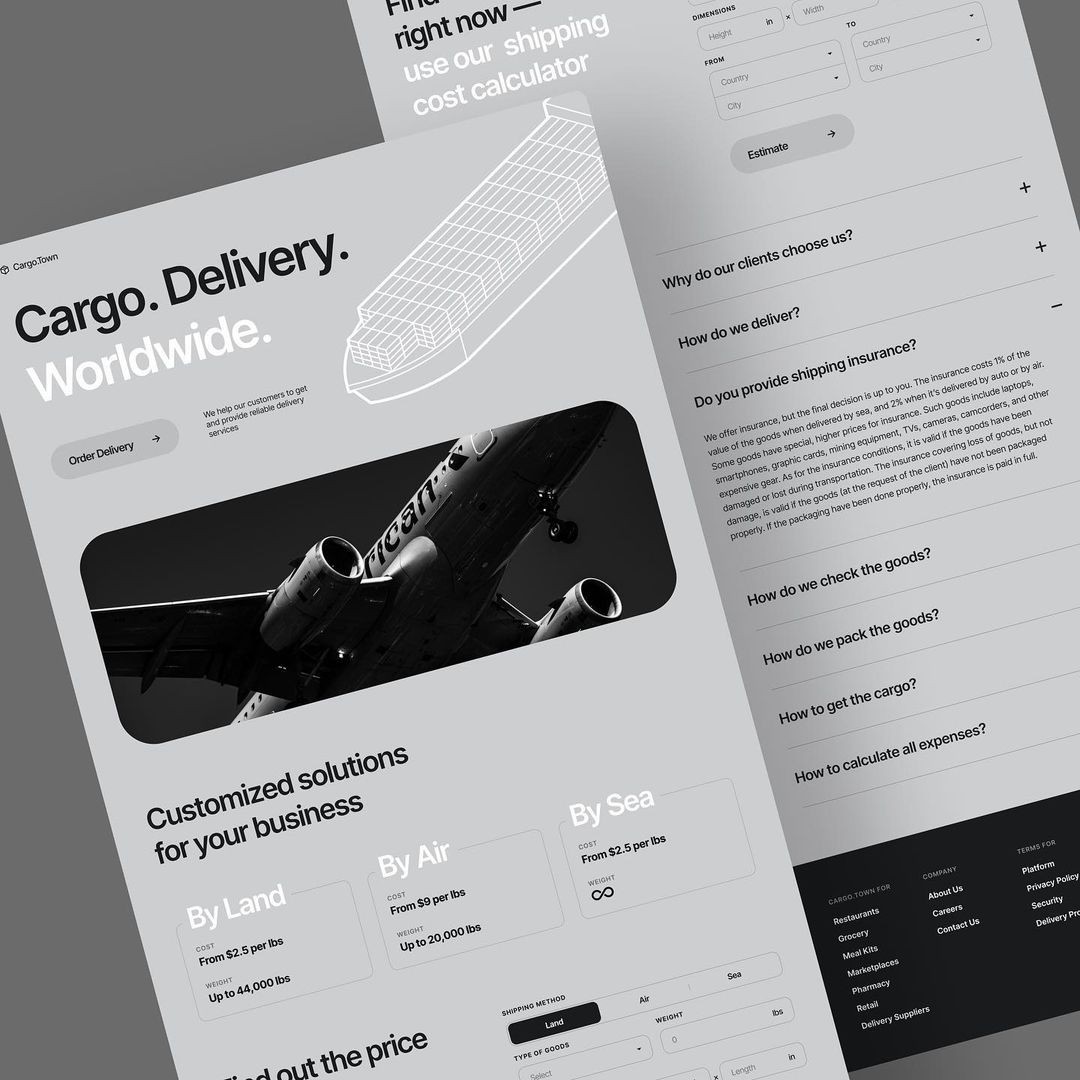 Cargo.Town
Cargo. Delivery.
Worldwide.
Order Delivery
We help our customers to get
and provide reliable delivery
services
rican
Customized solutions
for your business
By Land
COST
From $2.5 per lbs
WEIGHT
Up to 44,000 lbs
By Air
COST
From $9 per lbs
WEIGHT
Up to 20,000 lbs
By Sea
COST
From $2.5 per lbs
WEIGHT
∞
Find out the price
SHIPPING METHOD
Land
Air
Sea
TYPE OF GOODS
Select
WEIGHT
0
lbs
× Length
in
Find
right now —
use our shipping
cost calculator
DIMENSIONS
Height
in
× Width
FROM
Country
City
TO
Country
City
Estimate
Why do our clients choose us?
How do we deliver?
Do you provide shipping insurance?
We offer insurance, but the final decision is up to you. The insurance costs 1% of the
value of the goods when delivered by sea, and 2% when it's delivered by auto or by air.
Some goods have special, higher prices for insurance. Such goods include laptops,
smartphones, graphic cards, mining equipment, TVs, cameras, camcorders, and other
expensive gear. As for the insurance conditions, it is valid if the goods have been
damaged or lost during transportation. The insurance covering loss of goods, but not
damage, is valid if the goods (at the request of the client) have not been packaged
properly. If the packaging have been done properly, the insurance is paid in full.
How do we check the goods?
How do we pack the goods?
How to get the cargo?
How to calculate all expenses?
CARGO.TOWN FOR
Restaurants
Grocery
Meal Kits
Marketplaces
Pharmacy
Retail
Delivery Suppliers
COMPANY
About Us
Careers
Contact Us
TERMS FOR
Platform
Privacy Policy
Security
Delivery Pro